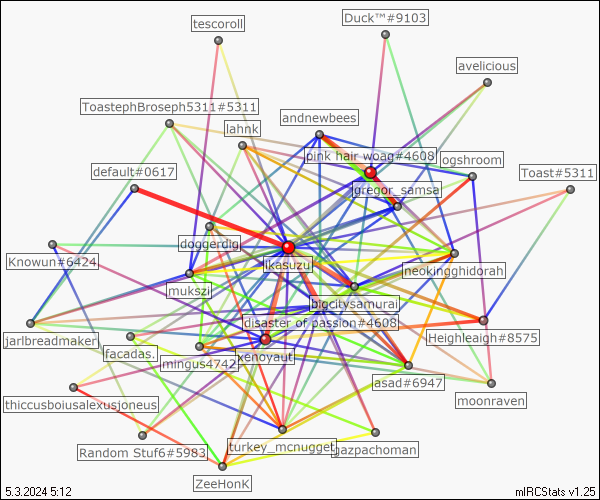 tescoroll
Duck™#9103
avelicious
ToastephBroseph5311#5311
andnewbees
lahnk
pink hair woag#4608
ogshroom
default#0617
Toast#5311
gregor_samsa
doggerdig
Knowun#6424
ikasuzu
neokingghidorah
mukszi
bigcitysamurai
disaster of passion#4608
jarlbreadmaker
Heighleaigh#8575
facadas.
xenoyaut
mingus4742
asad#6947
moonraven
thiccusboiusalexusjoneus
turkey_mcnugget
gazpachoman
Random Stuf6#5983
ZeeHonK
5.3.2024 5:12
mIRCStats v1.25